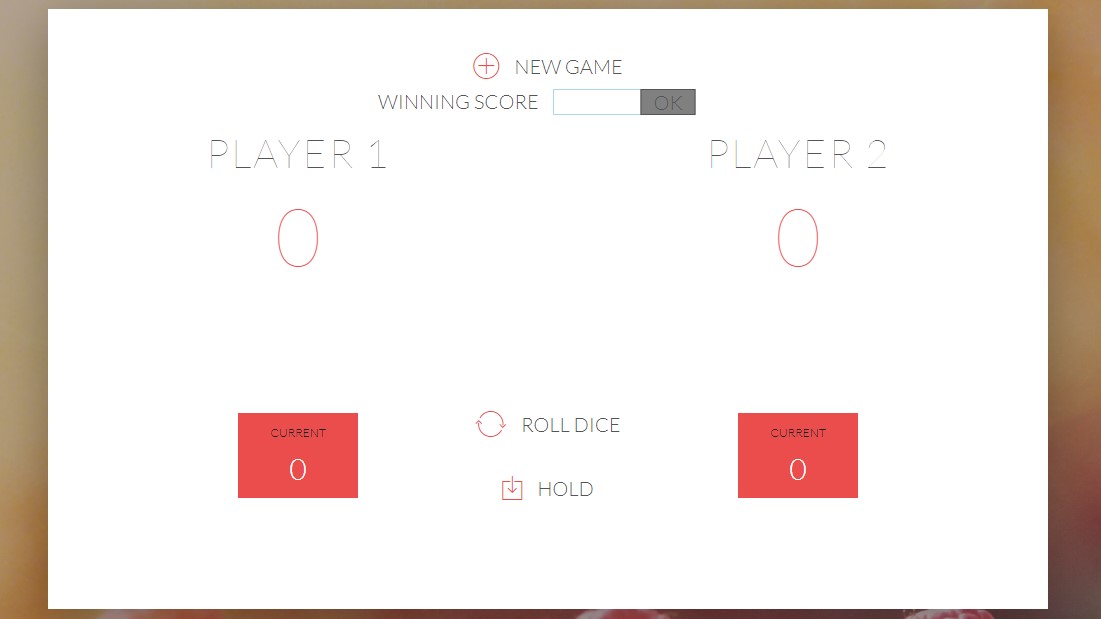 NEW GAME
WINNING SCORE OK
PLAYER 1 PLAYER 2
0 0
CURRENT CURRENT
ROLL DICE
0 0
HOLD